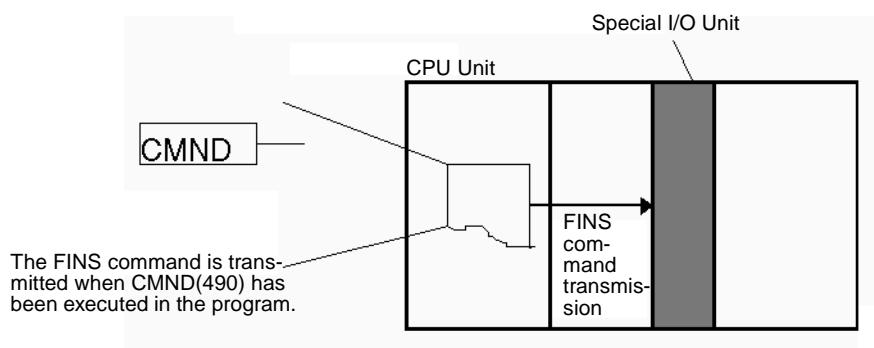 Special I/O Unit
CPU Unit
CMND
FINS
com-
mand
transmis-
sion
The FINS command is trans-
mitted when CMND(490) has
been executed in the program.